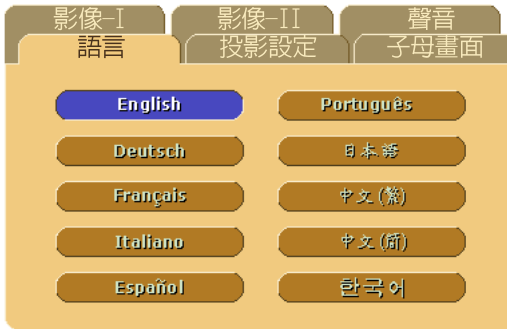 影像-I 影像-II 聲音
語言 投影設定 子母畫面
English Português
Deutsch 日本語
Français 中文(繁)
Italiano 中文(简)
Español 한국어